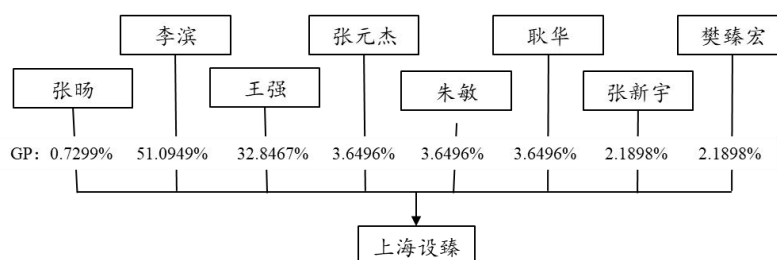 李滨 张元杰 耿华 樊臻宏
张旸 王强 朱敏 张新宇
GP：0.7299% 51.0949% 32.8467% 3.6496% 3.6496% 3.6496% 2.1898% 2.1898%
上海设臻